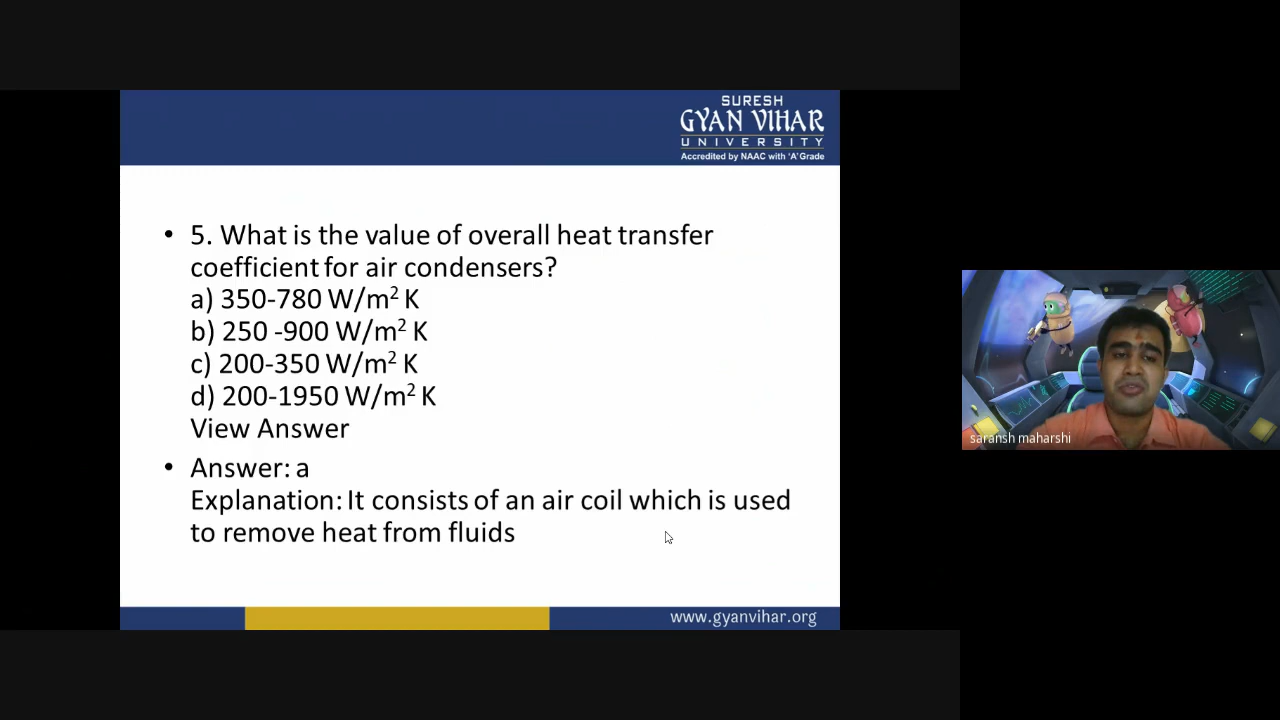 SURESH
GYAN VIHAR
UNIVERSITY
Accredited by NAAC with 'A' Grade
• 5. What is the value of overall heat transfer
coefficient for air condensers?
a) 350-780 W/m² K
b) 250 -900 W/m² K
c) 200-350 W/m² K
d) 200-1950 W/m² K
View Answer
• Answer: a
Explanation: It consists of an air coil which is used
to remove heat from fluids
www.gyanvihar.org
saransh maharshi